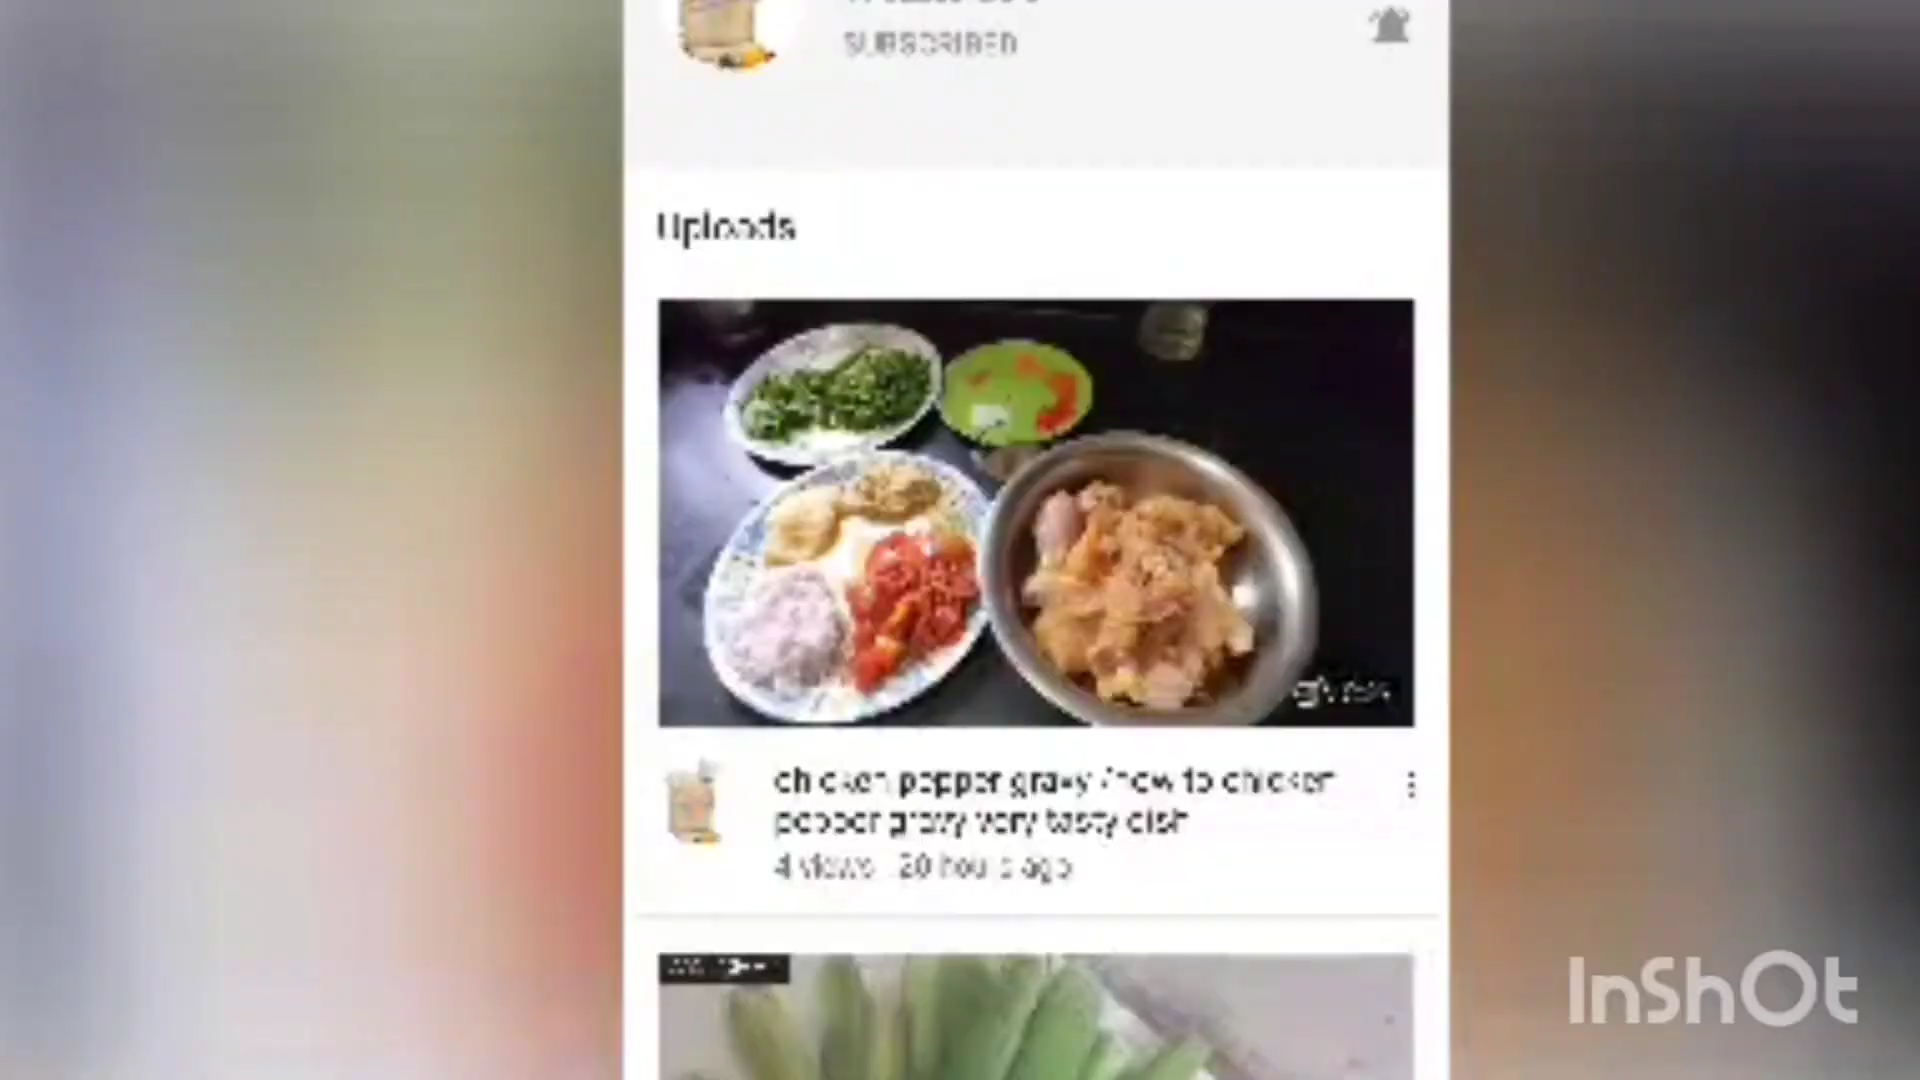 SUBSCRIBED
Uploads
chicken pepper gravy /how to chicken
pepper gravy very tasty dish
4 views 20 hours ago
InShOt